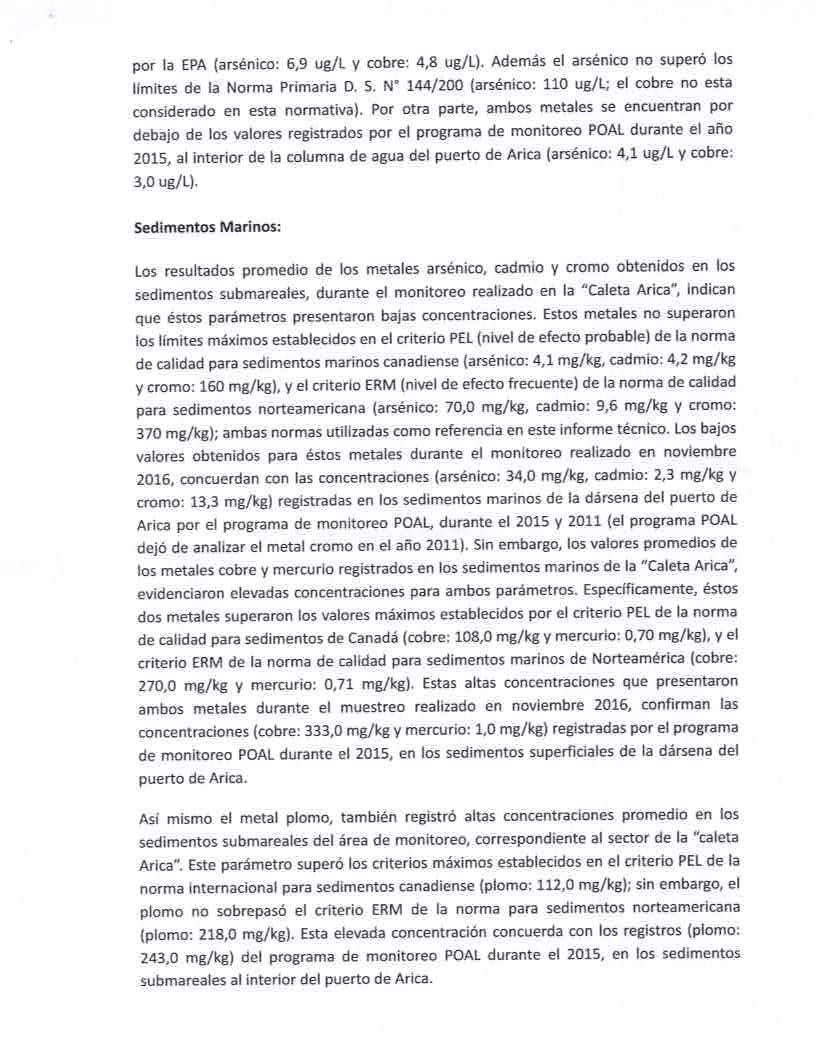 por la EPA (arsénico: 6,9 ug/L y cobre: 4,8 ug/L). Además el arsénico no superó los
límites de la Norma Primaria D. S. N° 144/200 (arsénico: 110 ug/L; el cobre no esta
considerado en esta normativa). Por otra parte, ambos metales se encuentran por
debajo de los valores registrados por el programa de monitoreo POAL durante el año
2015, al interior de la columna de agua del puerto de Arica (arsénico: 4,1 ug/L y cobre:
3,0 ug/L).
Sedimentos Marinos:
Los resultados promedio de los metales arsénico, cadmio y cromo obtenidos en los
sedimentos submareales, durante el monitoreo realizado en la "Caleta Arica", indican
que éstos parámetros presentaron bajas concentraciones. Estos metales no superaron
los límites máximos establecidos en el criterio PEL (nivel de efecto probable) de la norma
de calidad para sedimentos marinos canadiense (arsénico: 4,1 mg/kg, cadmio: 4,2 mg/kg
y cromo: 160 mg/kg), y el criterio ERM (nivel de efecto frecuente) de la norma de calidad
para sedimentos norteamericana (arsénico: 70,0 mg/kg, cadmio: 9,6 mg/kg y cromo:
370 mg/kg); ambas normas utilizadas como referencia en este informe técnico. Los bajos
valores obtenidos para éstos metales durante el monitoreo realizado en noviembre
2016, concuerdan con las concentraciones (arsénico: 34,0 mg/kg, cadmio: 2,3 mg/kg y
cromo: 13,3 mg/kg) registradas en los sedimentos marinos de la dársena del puerto de
Arica por el programa de monitoreo POAL, durante el 2015 y 2011 (el programa POAL
dejó de analizar el metal cromo en el año 2011). Sin embargo, los valores promedios de
los metales cobre y mercurio registrados en los sedimentos marinos de la "Caleta Arica",
evidenciaron elevadas concentraciones para ambos parámetros. Específicamente, éstos
dos metales superaron los valores máximos establecidos por el criterio PEL de la norma
de calidad para sedimentos de Canadá (cobre: 108,0 mg/kg y mercurio: 0,70 mg/kg), y el
criterio ERM de la norma de calidad para sedimentos marinos de Norteamérica (cobre:
270,0 mg/kg y mercurio: 0,71 mg/kg). Estas altas concentraciones que presentaron
ambos metales durante el muestreo realizado en noviembre 2016, confirman las
concentraciones (cobre: 333,0 mg/kg y mercurio: 1,0 mg/kg) registradas por el programa
de monitoreo POAL durante el 2015, en los sedimentos superficiales de la dársena del
puerto de Arica.
Así mismo el metal plomo, también registró altas concentraciones promedio en los
sedimentos submareales del área de monitoreo, correspondiente al sector de la "caleta
Arica". Este parámetro superó los criterios máximos establecidos en el criterio PEL de la
norma internacional para sedimentos canadiense (plomo: 112,0 mg/kg); sin embargo, el
plomo no sobrepasó el criterio ERM de la norma para sedimentos norteamericana
(plomo: 218,0 mg/kg). Esta elevada concentración concuerda con los registros (plomo:
243,0 mg/kg) del programa de monitoreo POAL durante el 2015, en los sedimentos
submareales al interior del puerto de Arica.